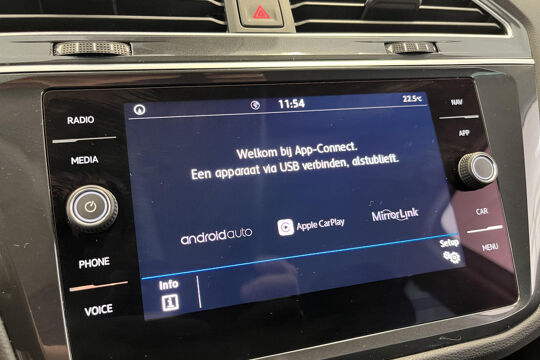 RADIO
MEDIA
PHONE
VOICE
11:54
22.5°C
Welkom bij App-Connect.
Een apparaat via USB verbinden, alstublieft.
androidauto
Apple CarPlay
MirrorLink
Info
Setup
NAV
APP
CAR
MENU